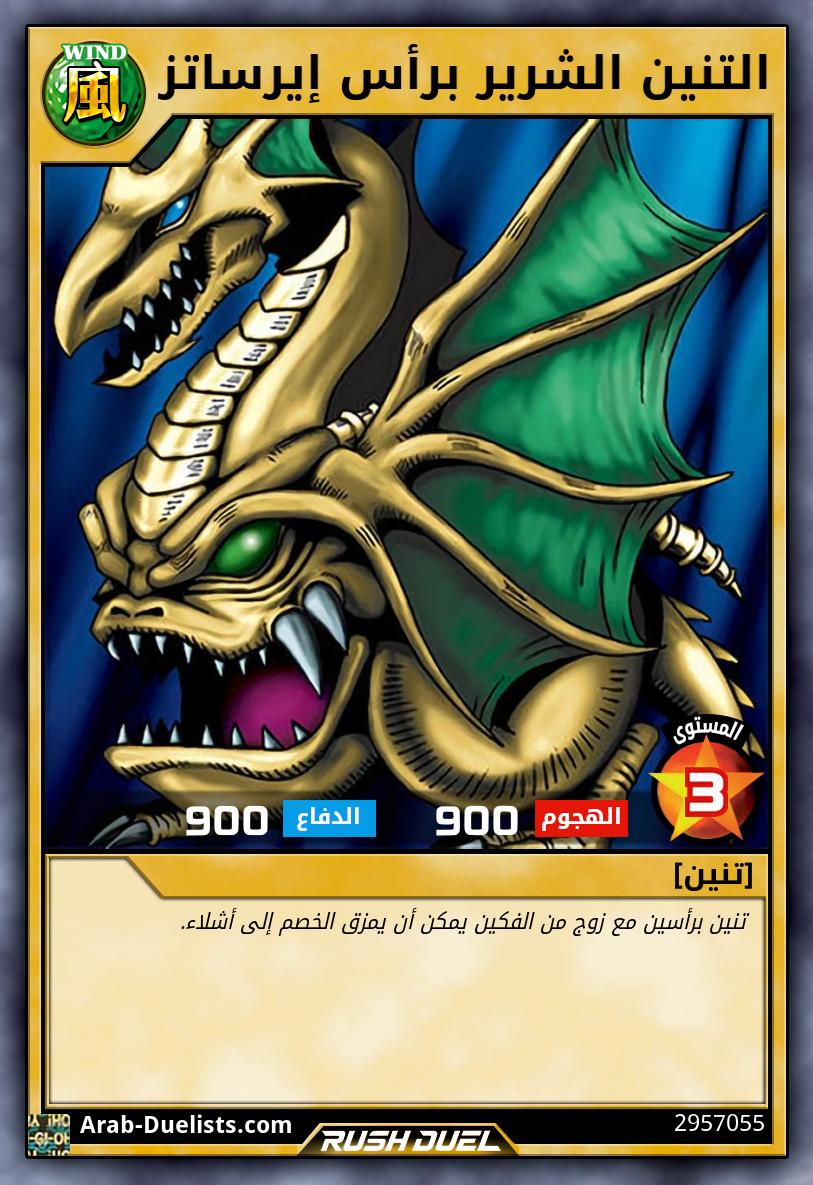 التنين الشرير برأس إيرساتز
WIND
風
المستوى
3
الهجوم 900 الدفاع 900
[تنين]
تنين برأسين مع زوج من الفكين يمكن أن يمزق الخصم إلى أشلاء.
Arab-Duelists.com
RUSH DUEL
2957055